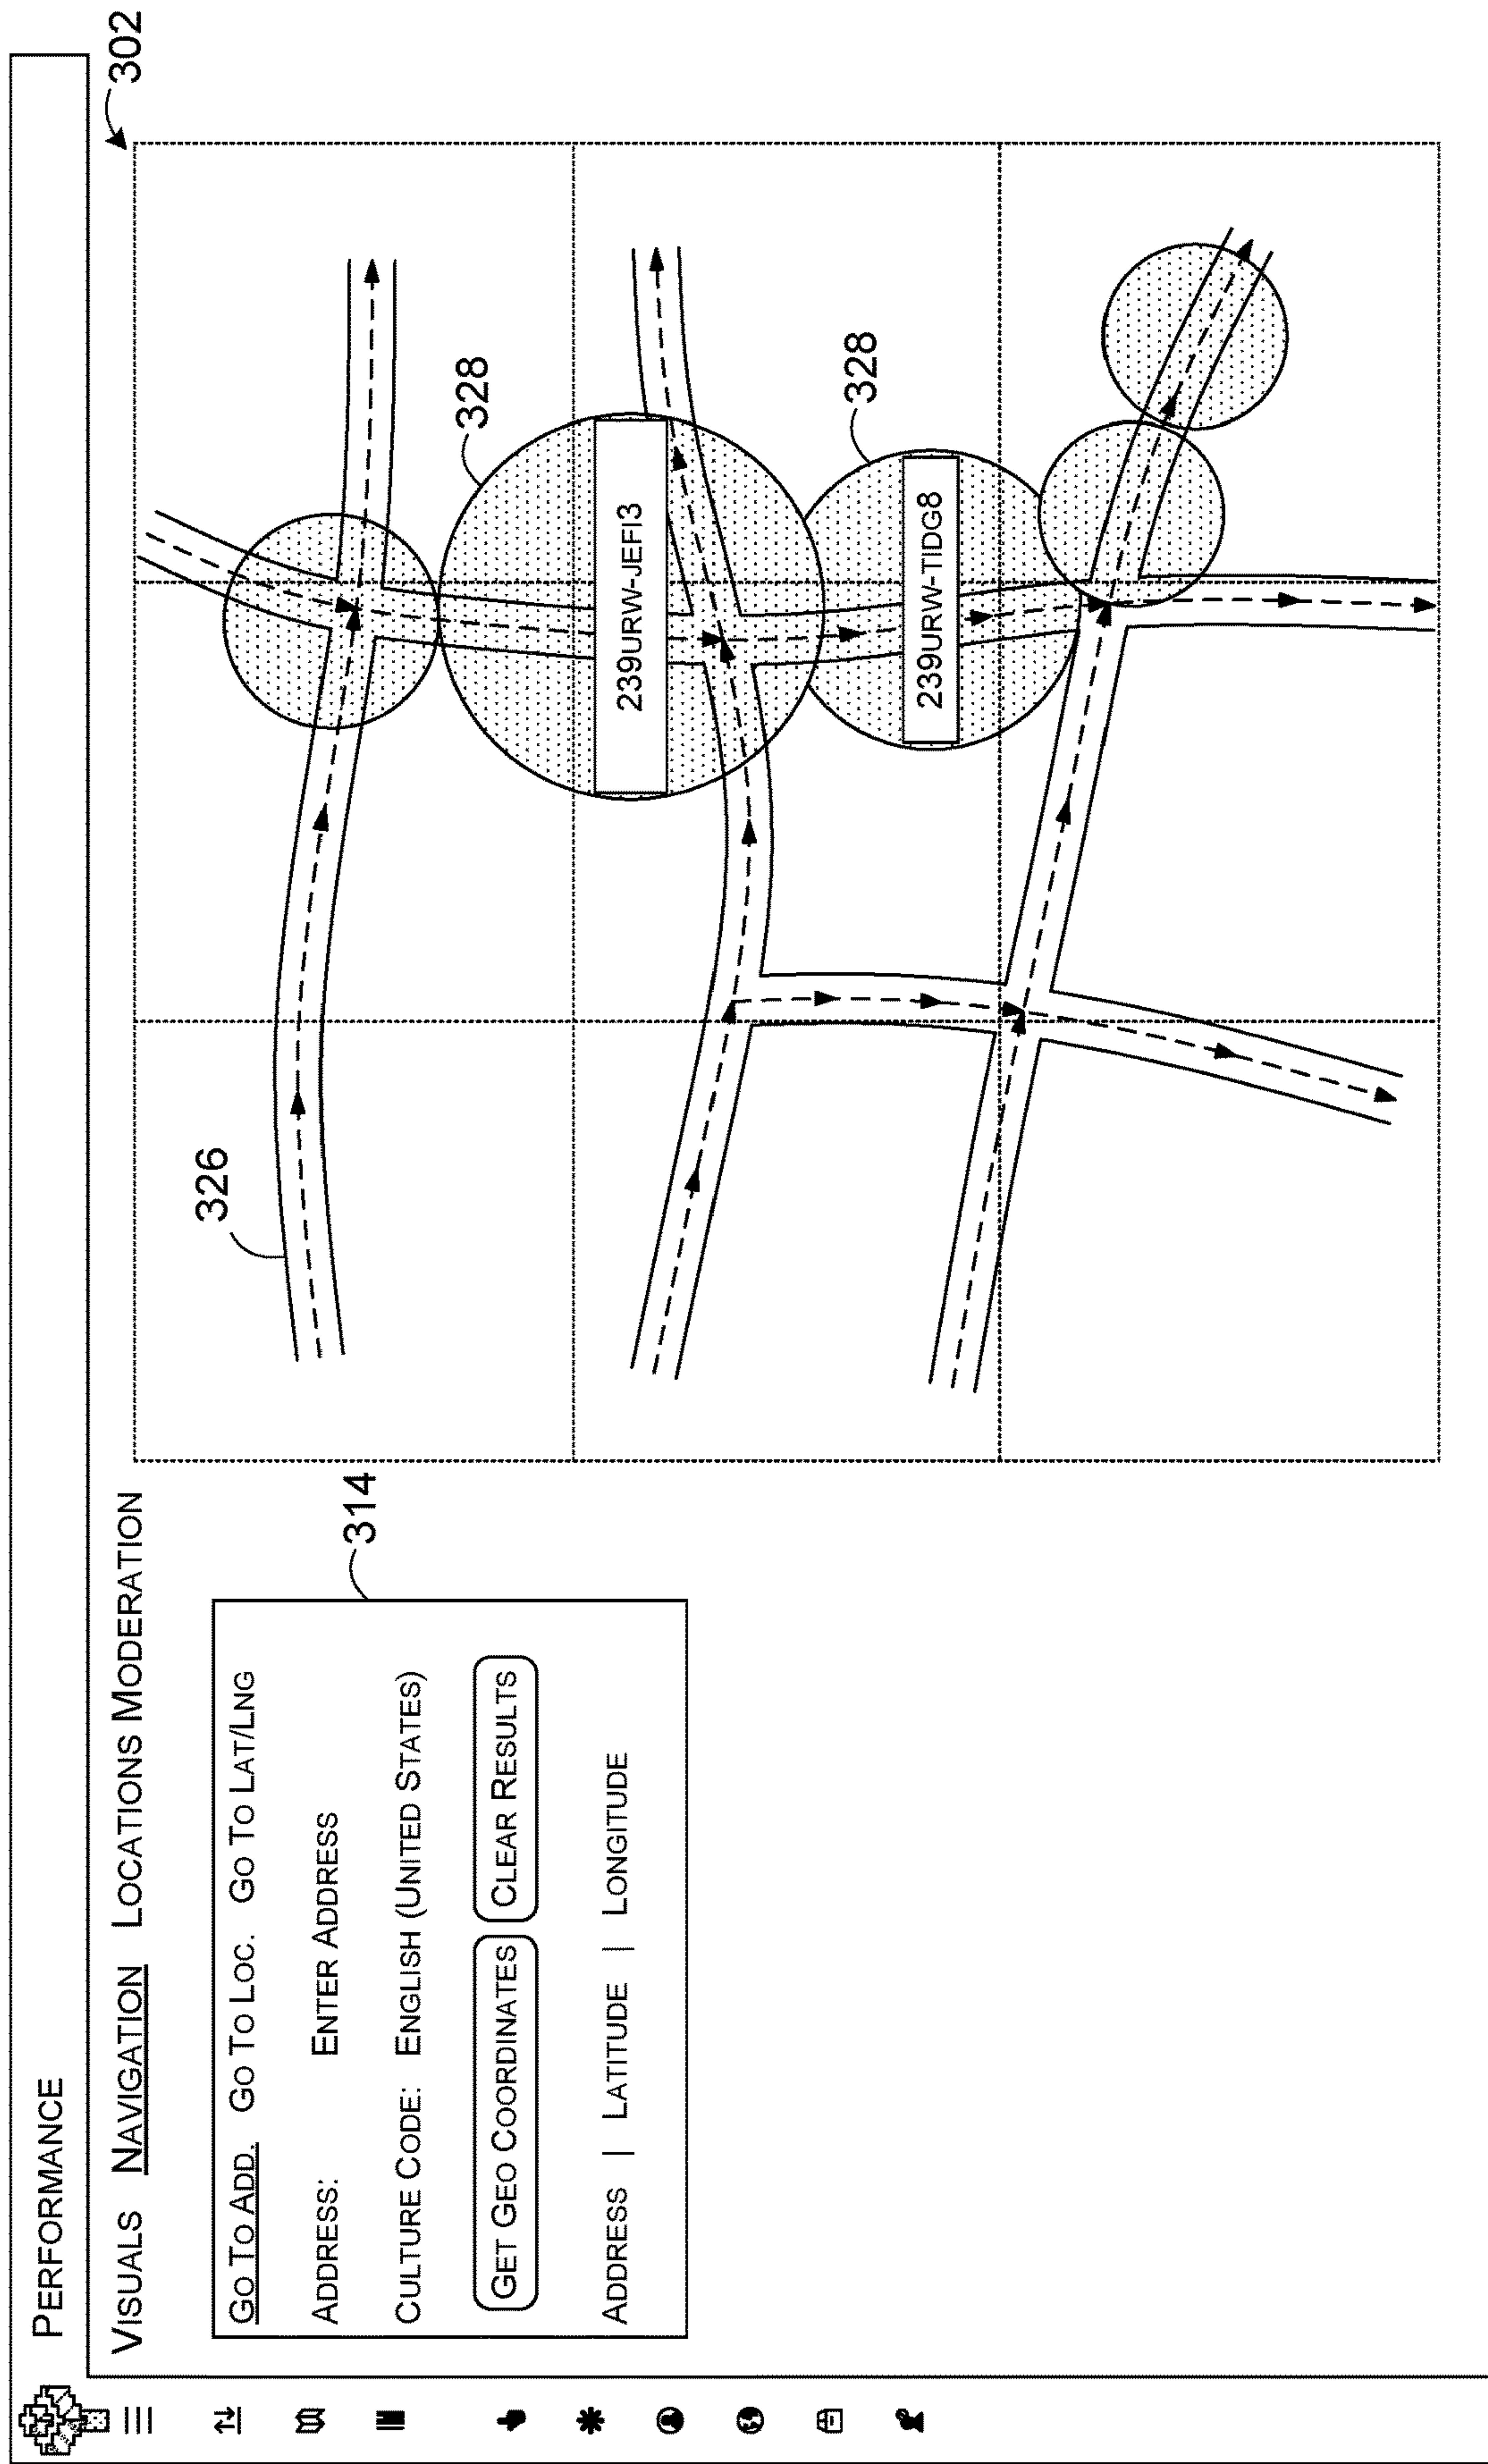 PERFORMANCE
VISUALS NAVIGATION LOCATIONS MODERATION
302
GO TO ADD. GO TO LOC. GO TO LAT/LNG
ADDRESS: ENTER ADDRESS
CULTURE CODE: ENGLISH (UNITED STATES)
GET GEO COORDINATES CLEAR RESULTS
ADDRESS | LATITUDE | LONGITUDE
314
326
328
239URW-JEFI3
328
239URW-TIDG8